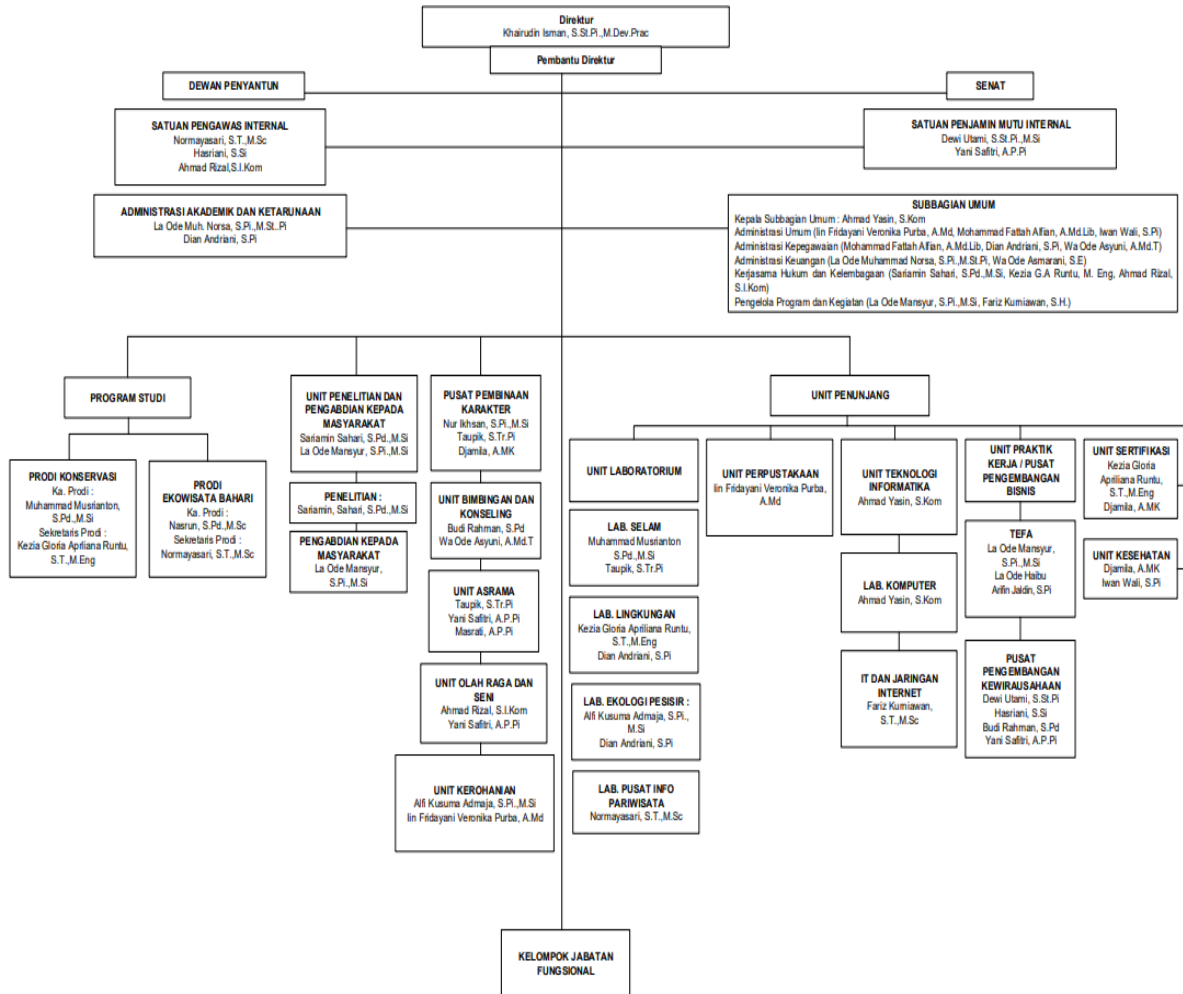 Direktur
Khairudin Isman, S.St.Pi.,M.Dev.Prac
Pembantu Direktur
DEWAN PENYANTUN
SENAT
SATUAN PENGAWAS INTERNAL
Normayasari, S.T.,M.Sc
Hasriani, S.Si
Ahmad Rizal,S.I.Kom
SATUAN PENJAMIN MUTU INTERNAL
Dewi Utami, S.St.Pi.,M.Si
Yani Safitri, A.P.Pi
ADMINISTRASI AKADEMIK DAN KETARUNAAN
La Ode Muh. Norsa, S.Pi.,M.St..Pi
Dian Andriani, S.Pi
SUBBAGIAN UMUM
Kepala Subbagian Umum : Ahmad Yasin, S.Kom
Administrasi Umum (Iin Fridayani Veronika Purba, A.Md, Mohammad Fattah Alfian, A.Md.Lib, Iwan Wali, S.Pi)
Administrasi Kepegawaian (Mohammad Fattah Alfian, A.Md.Lib, Dian Andriani, S.Pi, Wa Ode Asyuni, A.Md.T)
Administrasi Keuangan (La Ode Muhammad Norsa, S.Pi.,M.St.Pi, Wa Ode Asmarani, S.E)
Kerjasama Hukum dan Kelembagaan (Sariamin Sahari, S.Pd.,M.Si, Kezia G.A Runtu, M. Eng, Ahmad Rizal,
S.I.Kom)
Pengelola Program dan Kegiatan (La Ode Mansyur, S.Pi.,M.Si, Fariz Kurniawan, S.H.)
PROGRAM STUDI
PRODI KONSERVASI
Ka. Prodi :
Muhammad Musrianton,
S.Pd.,M.Si
Sekretaris Prodi :
Kezia Gloria Apriliana Runtu,
S.T.,M.Eng
PRODI
EKOWISATA BAHARI
Ka. Prodi :
Nasrun, S.Pd.,M.Sc
Sekretaris Prodi :
Normayasari, S.T.,M.Sc
UNIT PENELITIAN DAN
PENGABDIAN KEPADA
MASYARAKAT
Sariamin Sahari, S.Pd.,M.Si
La Ode Mansyur, S.Pi.,M.Si
PENELITIAN :
Sariamin, Sahari, S.Pd.,M.Si
PENGABDIAN KEPADA
MASYARAKAT
La Ode Mansyur,
S.Pi.,M.Si
PUSAT PEMBINAAN
KARAKTER
Nur Ikhsan, S.Pi.,M.Si
Taupik, S.Tr.Pi
Djamila, A.MK
UNIT BIMBINGAN DAN
KONSELING
Budi Rahman, S.Pd
Wa Ode Asyuni, A.Md.T
UNIT ASRAMA
Taupik, S.Tr.Pi
Yani Safitri, A.P.Pi
Masrati, A.P.Pi
UNIT OLAH RAGA DAN
SENI
Ahmad Rizal, S.I.Kom
Yani Safitri, A.P.Pi
UNIT KEROHANIAN
Alfi Kusuma Admaja, S.Pi.,M.Si
Iin Fridayani Veronika Purba, A.Md
UNIT PENUNJANG
UNIT LABORATORIUM
LAB. SELAM
Muhammad Musrianton
S.Pd.,M.Si
Taupik, S.Tr.Pi
LAB. LINGKUNGAN
Kezia Gloria Apriliana Runtu,
S.T.,M.Eng
Dian Andriani, S.Pi
LAB. EKOLOGI PESISIR :
Alfi Kusuma Admaja, S.Pi.,
M.Si
Dian Andriani, S.Pi
LAB. PUSAT INFO
PARIWISATA
Normayasari, S.T.,M.Sc
UNIT PERPUSTAKAAN
Iin Fridayani Veronika Purba,
A.Md
UNIT TEKNOLOGI
INFORMATIKA
Ahmad Yasin, S.Kom
LAB. KOMPUTER
Ahmad Yasin, S.Kom
IT DAN JARINGAN
INTERNET
Fariz Kurniawan,
S.T.,M.Sc
UNIT PRAKTIK
KERJA / PUSAT
PENGEMBANGAN
BISNIS
TEFA
La Ode Mansyur,
S.Pi.,M.Si
La Ode Haibu
Arifin Jaldin, S.Pi
PUSAT
PENGEMBANGAN
KEWIRAUSAHAAN
Dewi Utami, S.St.Pi
Hasriani, S.Si
Budi Rahman, S.Pd
Yani Safitri, A.P.Pi
UNIT SERTIFIKASI
Kezia Gloria
Apriliana Runtu,
S.T.,M.Eng
Djamila, A.MK
UNIT KESEHATAN
Djamila, A.MK
Iwan Wali, S.Pi
KELOMPOK JABATAN
FUNGSIONAL